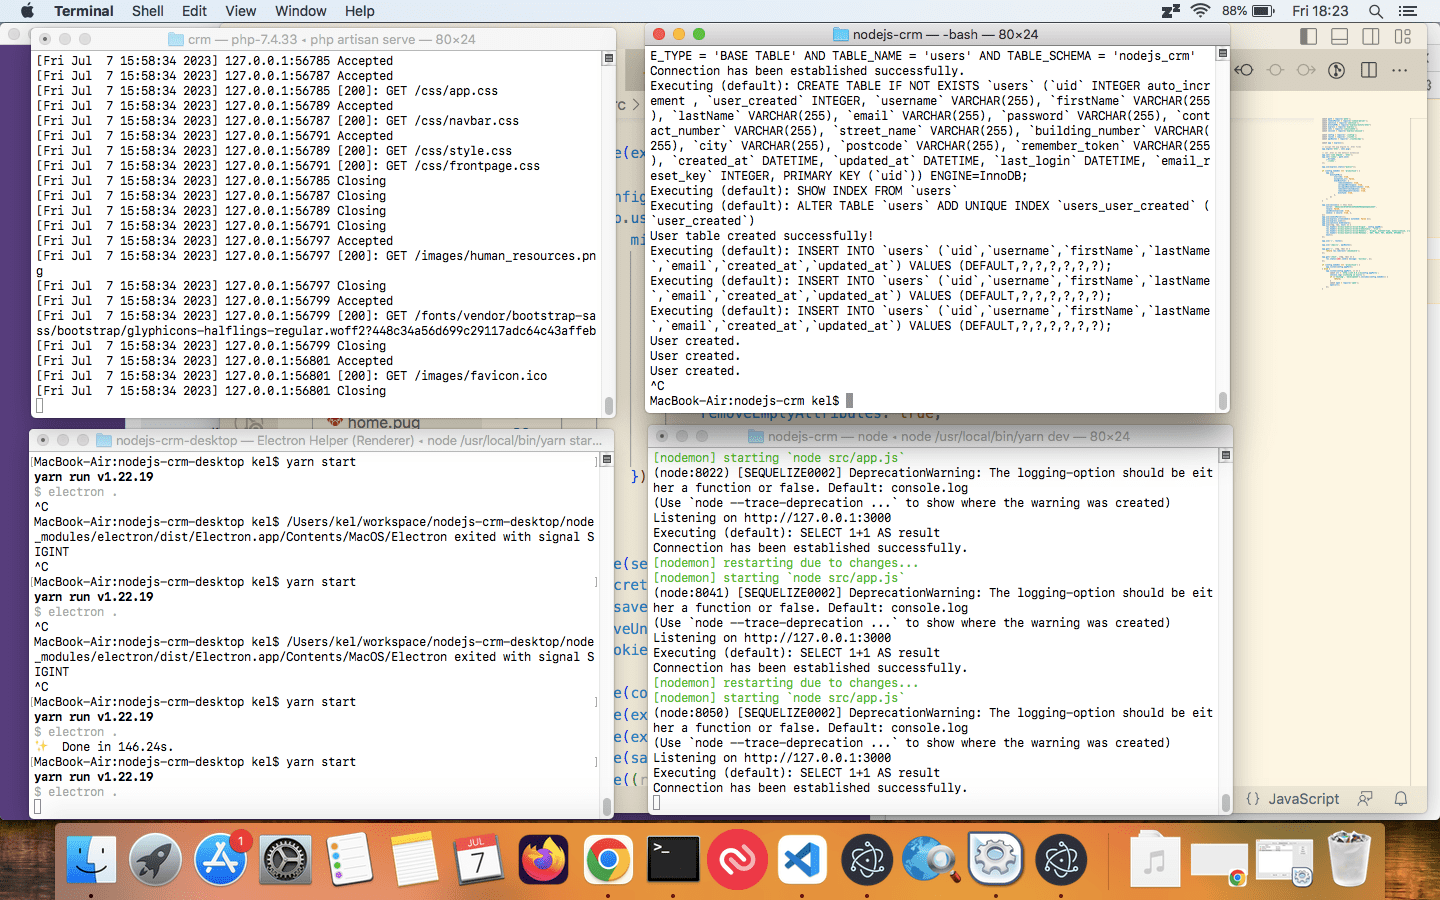 Terminal Shell Edit View Window Help 88% Fri 18:23
crm — php-7.4.33 • php artisan serve — 80×24
[Fri Jul  7 15:58:34 2023] 127.0.0.1:56785 Accepted
[Fri Jul  7 15:58:34 2023] 127.0.0.1:56785 [200]: GET /css/app.css
[Fri Jul  7 15:58:34 2023] 127.0.0.1:56789 Accepted
[Fri Jul  7 15:58:34 2023] 127.0.0.1:56787 [200]: GET /css/navbar.css
[Fri Jul  7 15:58:34 2023] 127.0.0.1:56791 Accepted
[Fri Jul  7 15:58:34 2023] 127.0.0.1:56789 [200]: GET /css/style.css
[Fri Jul  7 15:58:34 2023] 127.0.0.1:56791 [200]: GET /css/frontpage.css
[Fri Jul  7 15:58:34 2023] 127.0.0.1:56785 Closing
[Fri Jul  7 15:58:34 2023] 127.0.0.1:56787 Closing
[Fri Jul  7 15:58:34 2023] 127.0.0.1:56789 Closing
[Fri Jul  7 15:58:34 2023] 127.0.0.1:56791 Closing
[Fri Jul  7 15:58:34 2023] 127.0.0.1:56797 Accepted
[Fri Jul  7 15:58:34 2023] 127.0.0.1:56797 [200]: GET /images/human_resources.pn
g
[Fri Jul  7 15:58:34 2023] 127.0.0.1:56797 Closing
[Fri Jul  7 15:58:34 2023] 127.0.0.1:56799 Accepted
[Fri Jul  7 15:58:34 2023] 127.0.0.1:56799 [200]: GET /fonts/vendor/bootstrap-sa
ss/bootstrap/glyphicons-halflings-regular.woff2?448c34a56d699c29117adc64c43affeb
[Fri Jul  7 15:58:34 2023] 127.0.0.1:56799 Closing
[Fri Jul  7 15:58:34 2023] 127.0.0.1:56801 Accepted
[Fri Jul  7 15:58:34 2023] 127.0.0.1:56801 [200]: GET /images/favicon.ico
[Fri Jul  7 15:58:34 2023] 127.0.0.1:56801 Closing
nodejs-crm — -bash — 80×24
E_TYPE = 'BASE TABLE' AND TABLE_NAME = 'users' AND TABLE_SCHEMA = 'nodejs_crm'
Connection has been established successfully.
Executing (default): CREATE TABLE IF NOT EXISTS `users` (`uid` INTEGER auto_incr
ement , `user_created` INTEGER, `username` VARCHAR(255), `firstName` VARCHAR(255
), `lastName` VARCHAR(255), `email` VARCHAR(255), `password` VARCHAR(255), `cont
act_number` VARCHAR(255), `street_name` VARCHAR(255), `building_number` VARCHAR(
255), `city` VARCHAR(255), `postcode` VARCHAR(255), `remember_token` VARCHAR(255
), `created_at` DATETIME, `updated_at` DATETIME, `last_login` DATETIME, `email_r
eset_key` INTEGER, PRIMARY KEY (`uid`)) ENGINE=InnoDB;
Executing (default): SHOW INDEX FROM `users`
Executing (default): ALTER TABLE `users` ADD UNIQUE INDEX `users_user_created` (
`user_created`)
User table created successfully!
Executing (default): INSERT INTO `users` (`uid`,`username`,`firstName`,`lastName
`,`email`,`created_at`,`updated_at`) VALUES (DEFAULT,?,?,?,?,?,?);
Executing (default): INSERT INTO `users` (`uid`,`username`,`firstName`,`lastName
`,`email`,`created_at`,`updated_at`) VALUES (DEFAULT,?,?,?,?,?,?);
Executing (default): INSERT INTO `users` (`uid`,`username`,`firstName`,`lastName
`,`email`,`created_at`,`updated_at`) VALUES (DEFAULT,?,?,?,?,?,?);
User created.
User created.
User created.
^C
MacBook-Air:nodejs-crm kel$
home.pug
removeEmptyAttributes: true,
nodejs-crm-desktop — Electron Helper (Renderer) • node /usr/local/bin/yarn star...
[MacBook-Air:nodejs-crm-desktop kel$ yarn start ]
yarn run v1.22.19
$ electron .
^C
MacBook-Air:nodejs-crm-desktop kel$ /Users/kel/workspace/nodejs-crm-desktop/node
_modules/electron/dist/Electron.app/Contents/MacOS/Electron exited with signal S
IGINT
^C
[MacBook-Air:nodejs-crm-desktop kel$ yarn start ]
yarn run v1.22.19
$ electron .
^C
MacBook-Air:nodejs-crm-desktop kel$ /Users/kel/workspace/nodejs-crm-desktop/node
_modules/electron/dist/Electron.app/Contents/MacOS/Electron exited with signal S
IGINT
^C
[MacBook-Air:nodejs-crm-desktop kel$ yarn start ]
yarn run v1.22.19
$ electron .
✨  Done in 146.24s.
[MacBook-Air:nodejs-crm-desktop kel$ yarn start ]
yarn run v1.22.19
$ electron .
nodejs-crm — node • node /usr/local/bin/yarn dev — 80×24
[nodemon] starting `node src/app.js`
(node:8022) [SEQUELIZE0002] DeprecationWarning: The logging-option should be eit
her a function or false. Default: console.log
(Use `node --trace-deprecation ...` to show where the warning was created)
Listening on http://127.0.0.1:3000
Executing (default): SELECT 1+1 AS result
Connection has been established successfully.
[nodemon] restarting due to changes...
[nodemon] starting `node src/app.js`
(node:8041) [SEQUELIZE0002] DeprecationWarning: The logging-option should be eit
her a function or false. Default: console.log
(Use `node --trace-deprecation ...` to show where the warning was created)
Listening on http://127.0.0.1:3000
Executing (default): SELECT 1+1 AS result
Connection has been established successfully.
[nodemon] restarting due to changes...
[nodemon] starting `node src/app.js`
(node:8050) [SEQUELIZE0002] DeprecationWarning: The logging-option should be eit
her a function or false. Default: console.log
(Use `node --trace-deprecation ...` to show where the warning was created)
Listening on http://127.0.0.1:3000
Executing (default): SELECT 1+1 AS result
Connection has been established successfully.
{} JavaScript
1
JUL
7